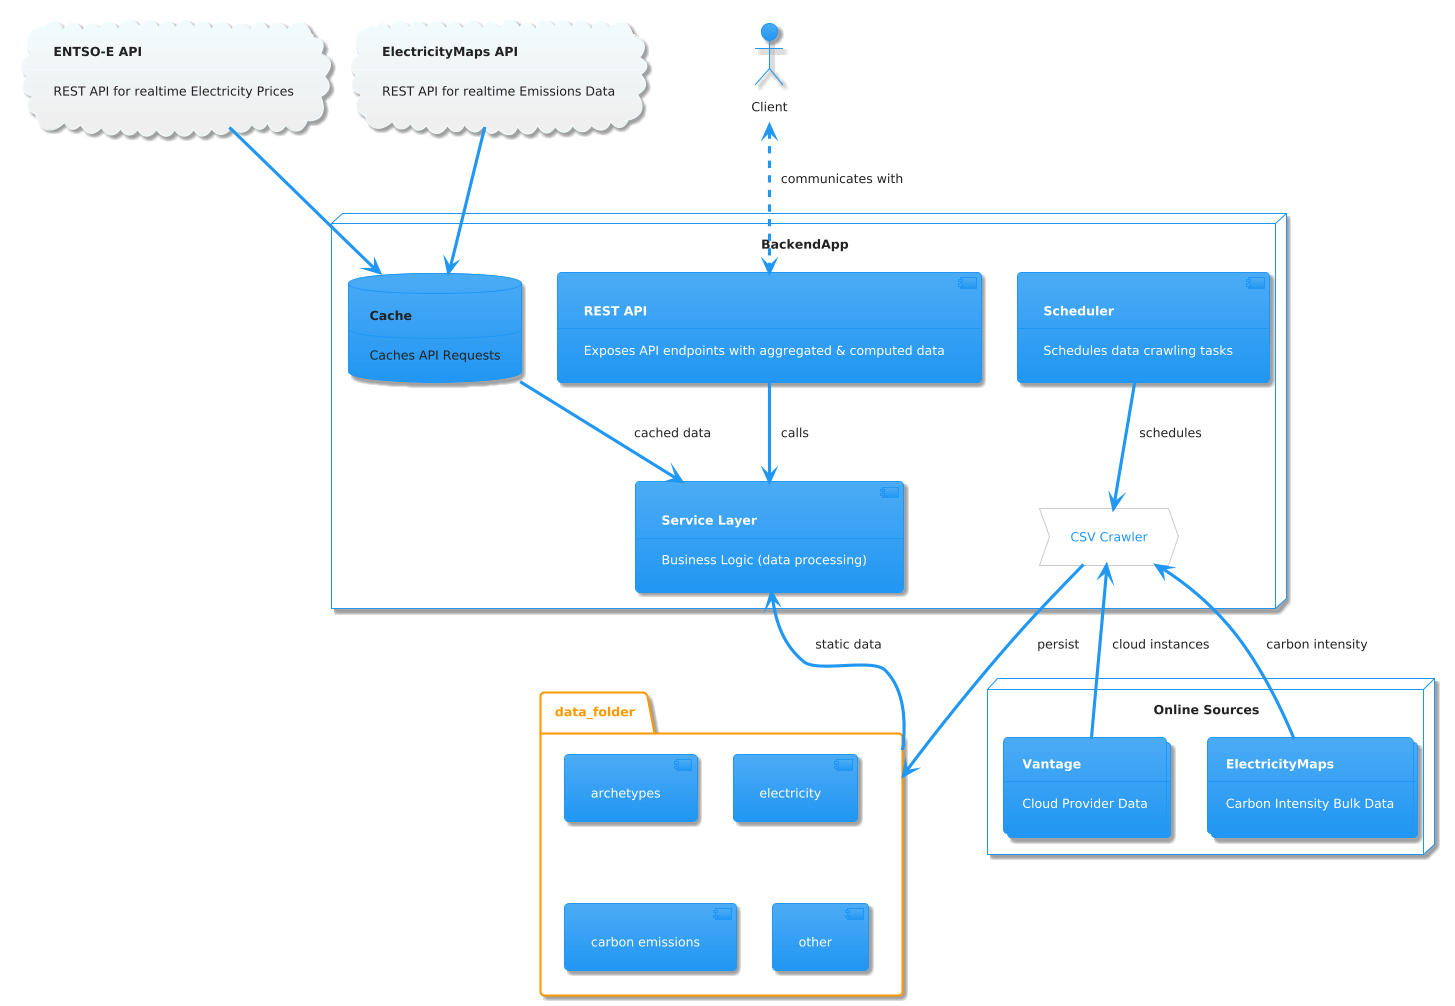 ENTSO-E API
REST API for realtime Electricity Prices
ElectricityMaps API
REST API for realtime Emissions Data
Client
communicates with
BackendApp
Cache
Caches API Requests
REST API
Exposes API endpoints with aggregated & computed data
Scheduler
Schedules data crawling tasks
cached data
calls
schedules
Service Layer
Business Logic (data processing)
CSV Crawler
static data
persist
cloud instances
carbon intensity
data_folder
archetypes
electricity
carbon emissions
other
Online Sources
Vantage
Cloud Provider Data
ElectricityMaps
Carbon Intensity Bulk Data